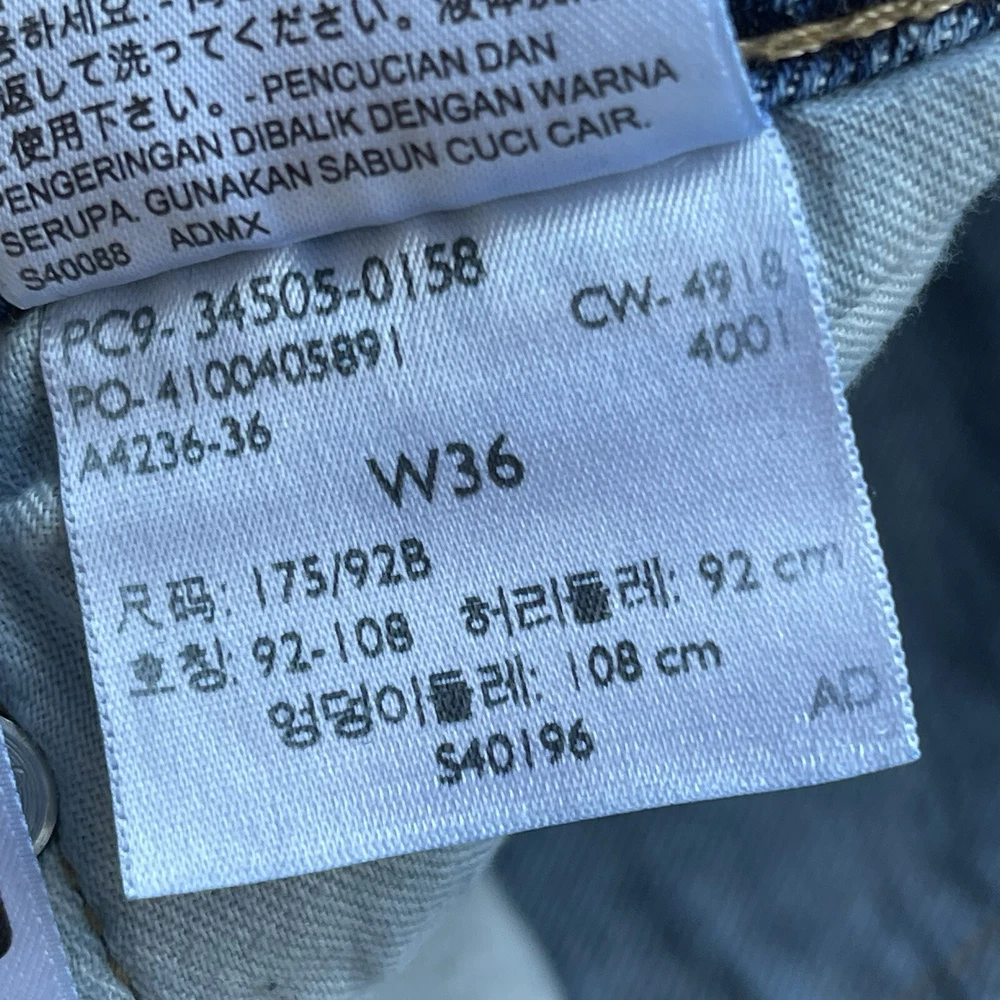 하세요.
返して洗ってください。
使用下さい。-PENCUCIAN DAN
PENGERINGAN DIBALIK DENGAN WARNA
SERUPA. GUNAKAN SABUN CUCI CAIR.
S40088 ADMX
PC9-34505-0158 CW-4918
PO-4100405891 4001
A4236-36
W36
尺码: 175/92B
호칭: 92-108 허리둘레: 92 cm
엉덩이둘레: 108 cm
AD
S40196